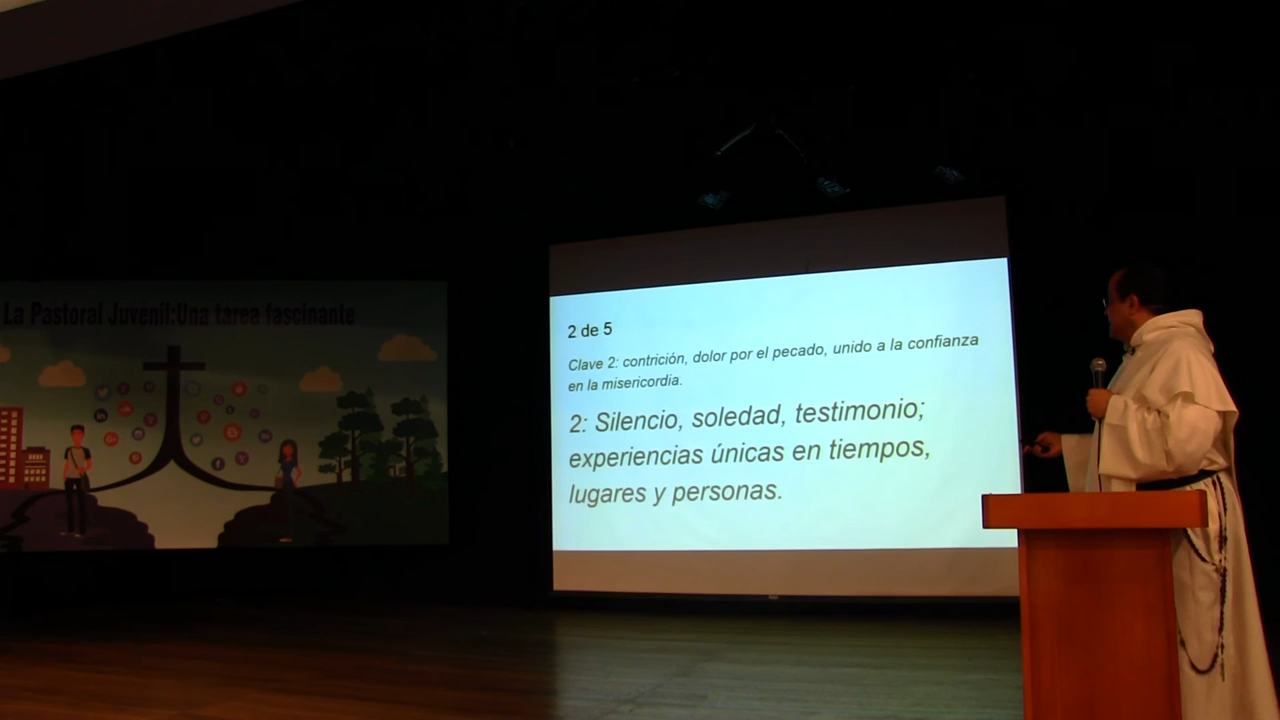 La Pastoral Juvenil:Una tarea fascinante
2 de 5
Clave 2: contrición, dolor por el pecado, unido a la confianza
en la misericordia.
2: Silencio, soledad, testimonio;
experiencias únicas en tiempos,
lugares y personas.